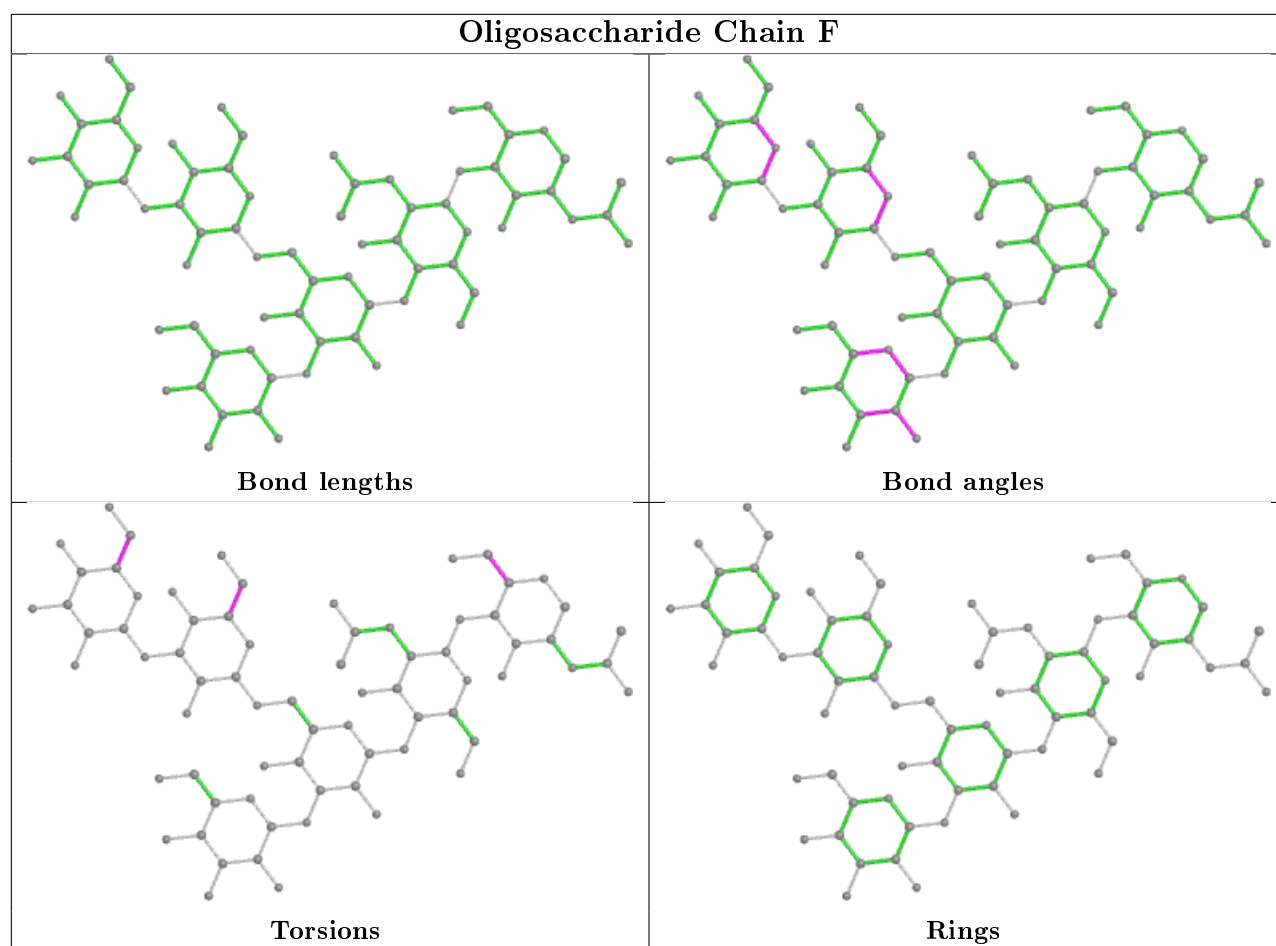 Oligosaccharide Chain F
Bond lengths
Bond angles
Torsions
Rings